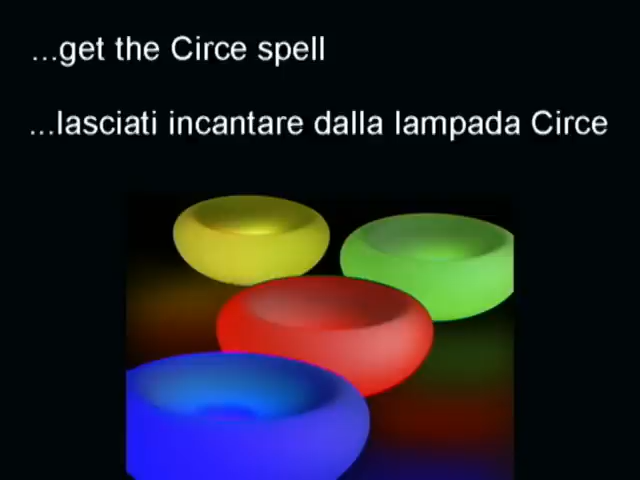 ...get the Circe spell
...lasciati incantare dalla lampada Circe